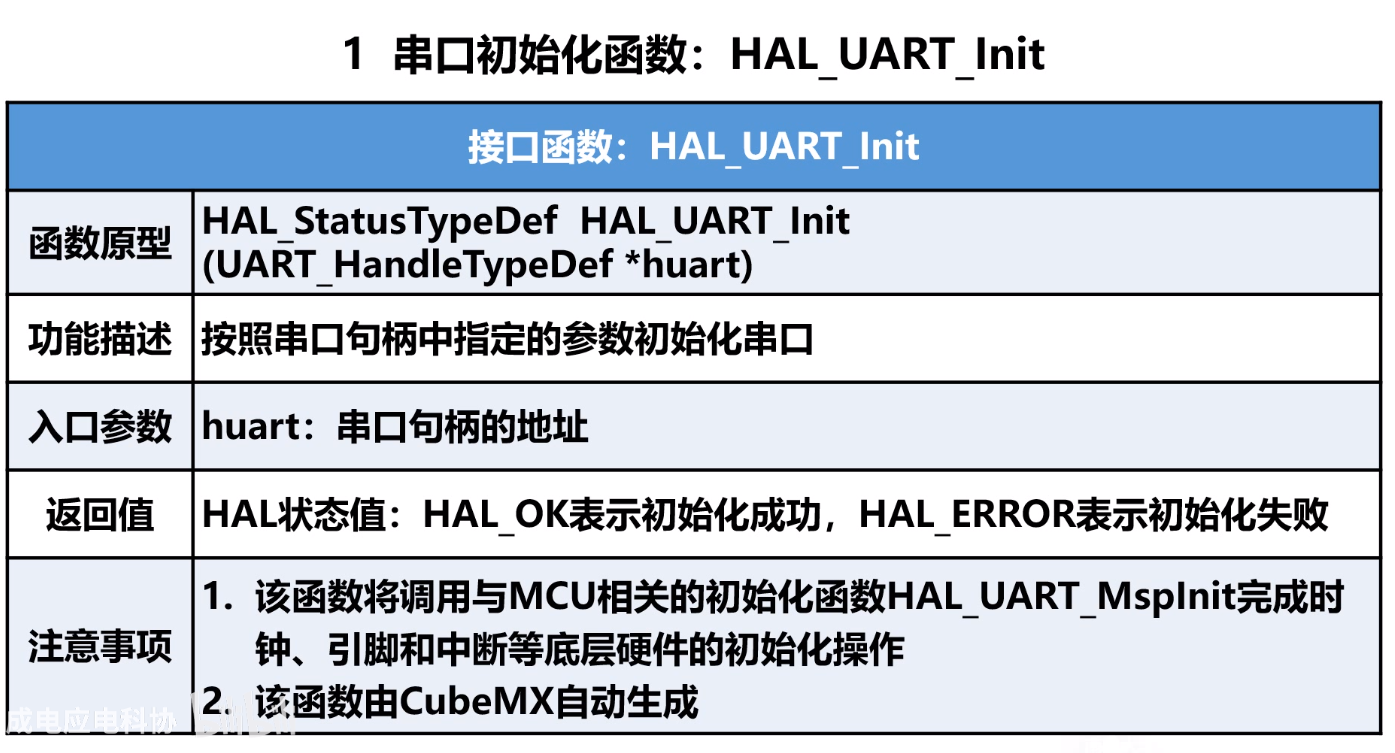 1 串口初始化函数：HAL_UART_Init
接口函数：HAL_UART_Init
函数原型
HAL_StatusTypeDef HAL_UART_Init
(UART_HandleTypeDef *huart)
功能描述
按照串口句柄中指定的参数初始化串口
入口参数
huart：串口句柄的地址
返回值
HAL状态值：HAL_OK表示初始化成功，HAL_ERROR表示初始化失败
注意事项
1. 该函数将调用与MCU相关的初始化函数HAL_UART_MspInit完成时
钟、引脚和中断等底层硬件的初始化操作
2. 该函数由CubeMX自动生成
成电应电科协
bilibili